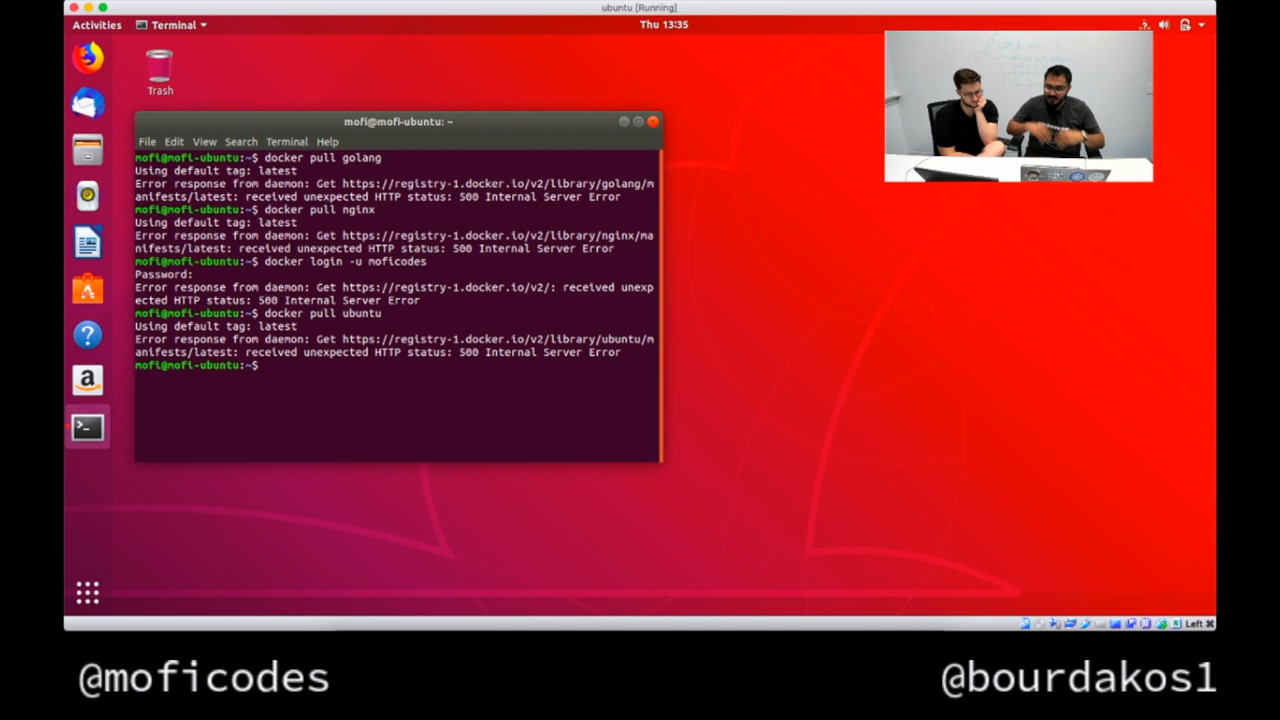 ubuntu [Running]
Activities Terminal Thu 13:35
Trash
mofi@mofi-ubuntu: ~
File Edit View Search Terminal Help
mofi@mofi-ubuntu:~$ docker pull golang
Using default tag: latest
Error response from daemon: Get https://registry-1.docker.io/v2/library/golang/m
anifests/latest: received unexpected HTTP status: 500 Internal Server Error
mofi@mofi-ubuntu:~$ docker pull nginx
Using default tag: latest
Error response from daemon: Get https://registry-1.docker.io/v2/library/nginx/ma
nifests/latest: received unexpected HTTP status: 500 Internal Server Error
mofi@mofi-ubuntu:~$ docker login -u moficodes
Password:
Error response from daemon: Get https://registry-1.docker.io/v2/: received unexp
ected HTTP status: 500 Internal Server Error
mofi@mofi-ubuntu:~$ docker pull ubuntu
Using default tag: latest
Error response from daemon: Get https://registry-1.docker.io/v2/library/ubuntu/m
anifests/latest: received unexpected HTTP status: 500 Internal Server Error
mofi@mofi-ubuntu:~$
Left ⌘
@moficodes
@bourdakos1